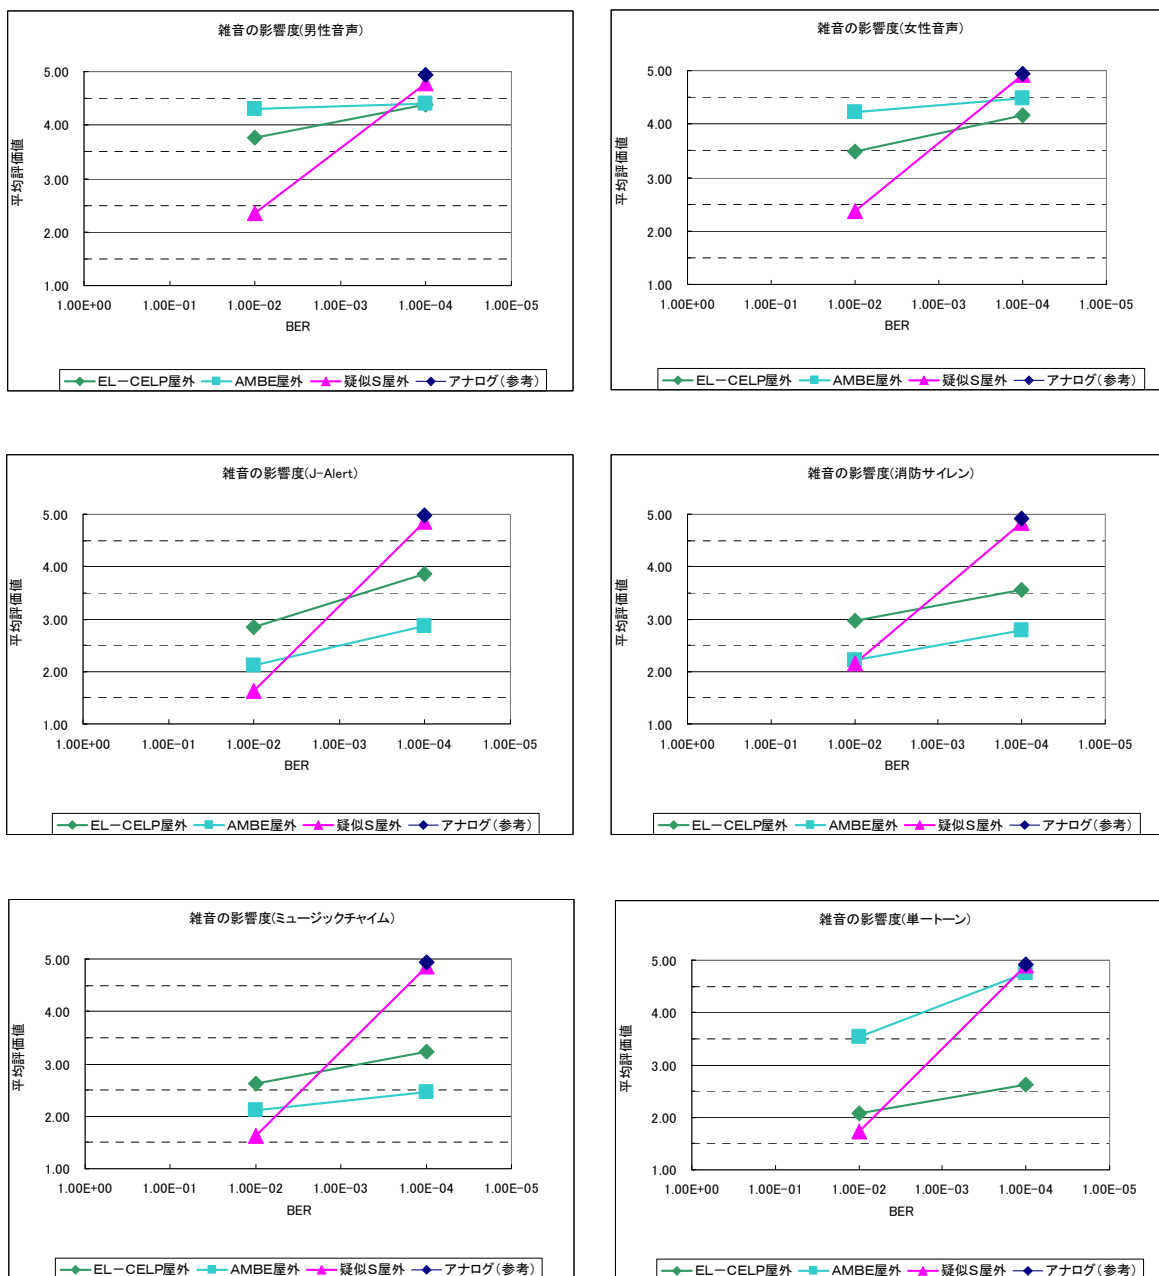 雑音の影響度(男性音声)
5.00
4.00
3.00
2.00
1.00
平均評価値
1.00E+00 1.00E-01 1.00E-02 1.00E-03 1.00E-04 1.00E-05
BER
EL－CELP屋外 AMBE屋外 疑似S屋外 アナログ(参考)
雑音の影響度(女性音声)
5.00
4.00
3.00
2.00
1.00
平均評価値
1.00E+00 1.00E-01 1.00E-02 1.00E-03 1.00E-04 1.00E-05
BER
EL－CELP屋外 AMBE屋外 疑似S屋外 アナログ(参考)
雑音の影響度(J-Alert)
5.00
4.00
3.00
2.00
1.00
平均評価値
1.00E+00 1.00E-01 1.00E-02 1.00E-03 1.00E-04 1.00E-05
BER
EL－CELP屋外 AMBE屋外 疑似S屋外 アナログ(参考)
雑音の影響度(消防サイレン)
5.00
4.00
3.00
2.00
1.00
平均評価値
1.00E+00 1.00E-01 1.00E-02 1.00E-03 1.00E-04 1.00E-05
BER
EL－CELP屋外 AMBE屋外 疑似S屋外 アナログ(参考)
雑音の影響度(ミュージックチャイム)
5.00
4.00
3.00
2.00
1.00
平均評価値
1.00E+00 1.00E-01 1.00E-02 1.00E-03 1.00E-04 1.00E-05
BER
EL－CELP屋外 AMBE屋外 疑似S屋外 アナログ(参考)
雑音の影響度(単一トーン)
5.00
4.00
3.00
2.00
1.00
平均評価値
1.00E+00 1.00E-01 1.00E-02 1.00E-03 1.00E-04 1.00E-05
BER
EL－CELP屋外 AMBE屋外 疑似S屋外 アナログ(参考)